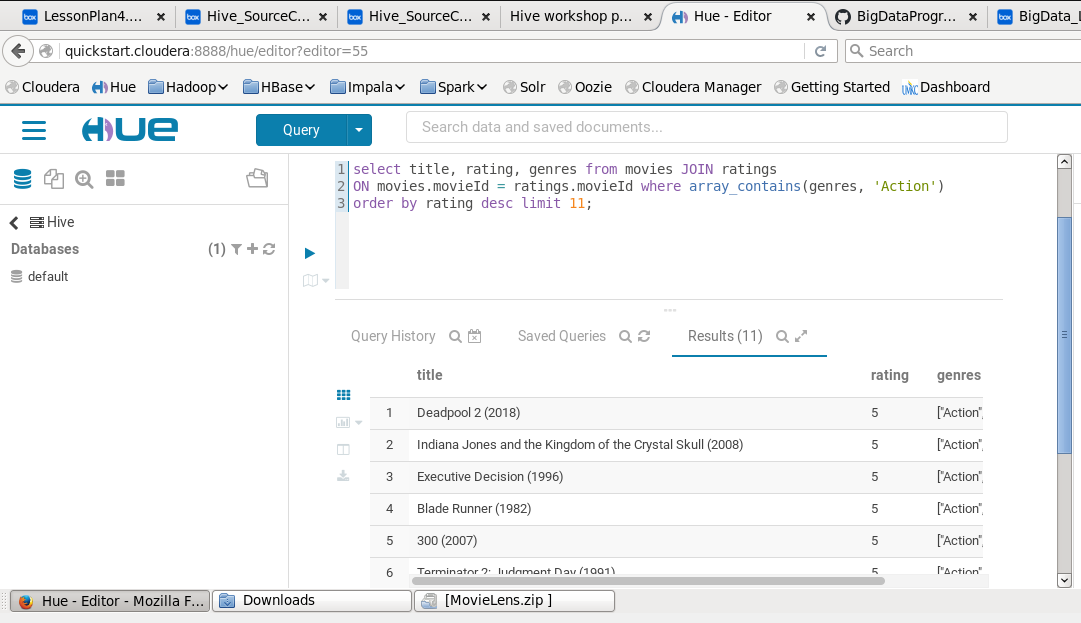 LessonPlan4.... Hive_SourceC... Hive_SourceC... Hive workshop p... Hue - Editor BigDataProgr... BigData_L
quickstart.cloudera:8888/hue/editor?editor=55 Search
Cloudera Hue Hadoop HBase Impala Spark Solr Oozie Cloudera Manager Getting Started Dashboard
HUE Query Search data and saved documents...
1 select title, rating, genres from movies JOIN ratings
2 ON movies.movieId = ratings.movieId where array_contains(genres, 'Action')
3 order by rating desc limit 11;
Hive
Databases (1)
default
Query History Saved Queries Results (11)
title rating genres
1 Deadpool 2 (2018) 5 ["Action",
2 Indiana Jones and the Kingdom of the Crystal Skull (2008) 5 ["Action",
3 Executive Decision (1996) 5 ["Action",
4 Blade Runner (1982) 5 ["Action",
5 300 (2007) 5 ["Action",
6 Terminator 2: Judgment Day (1991) 5 ["Action",
Hue - Editor - Mozilla F... Downloads [MovieLens.zip ]